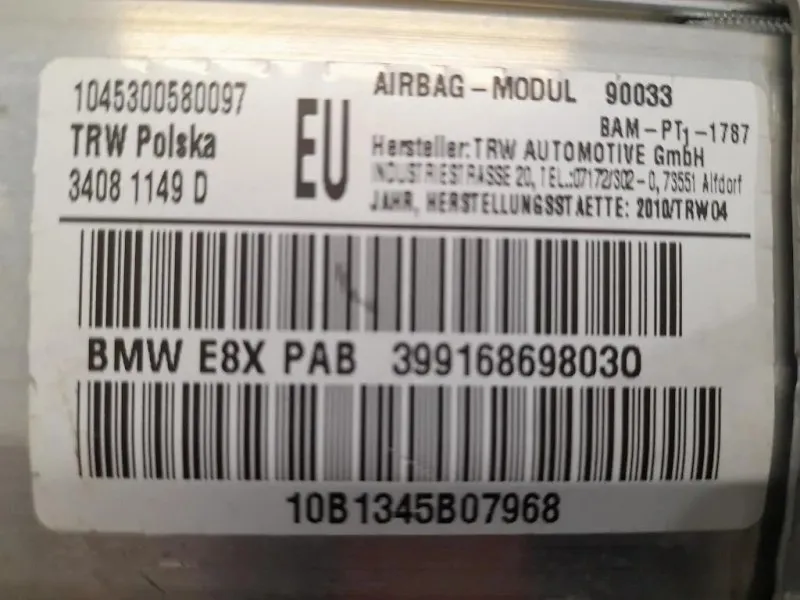 1045300580097
TRW Polska
3408 1149 D
EU
AIRBAG-MODUL 90033
BAM-PT1-1787
Hersteller: TRW AUTOMOTIVE GmbH
INDUSTRIESTRASSE 20, TEL.:07172/302-0, 73551 Alfdorf
JAHR, HERSTELLUNGSSTAETTE: 2010/TRW04
BMW E8X PAB 399168698030
10B1345B07968